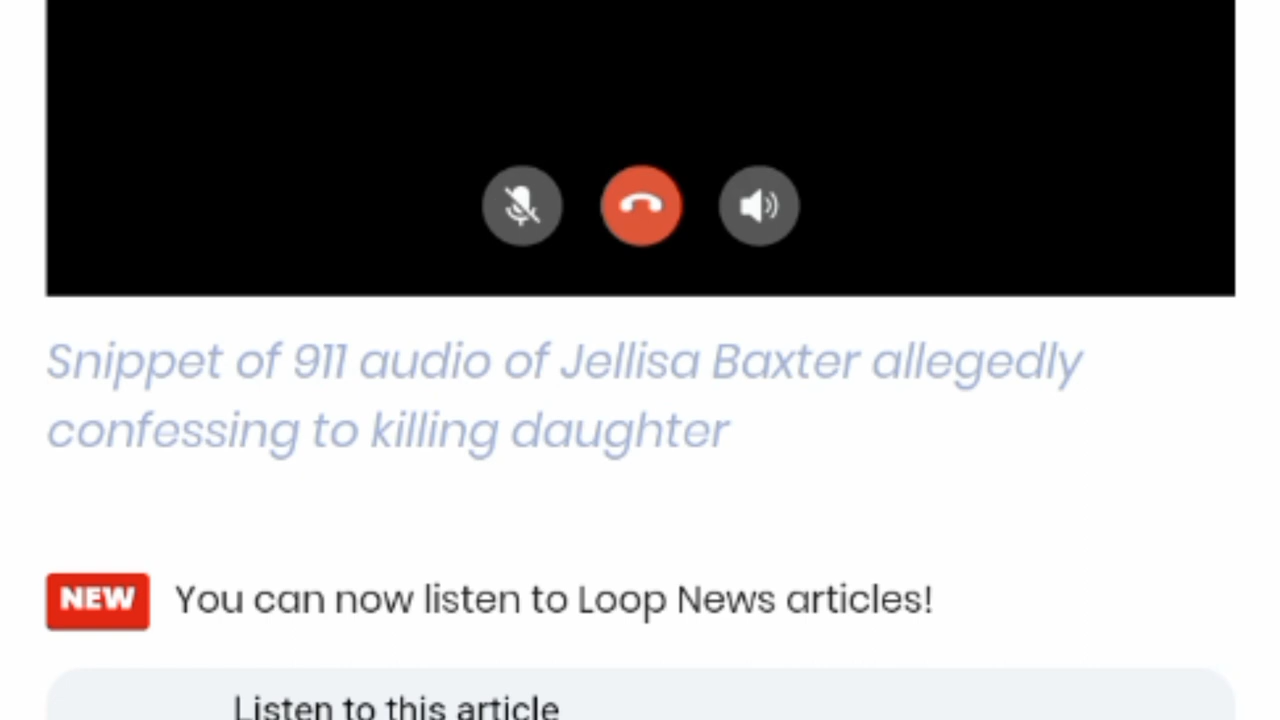 Snippet of 911 audio of Jellisa Baxter allegedly
confessing to killing daughter
NEW You can now listen to Loop News articles!
Listen to this article